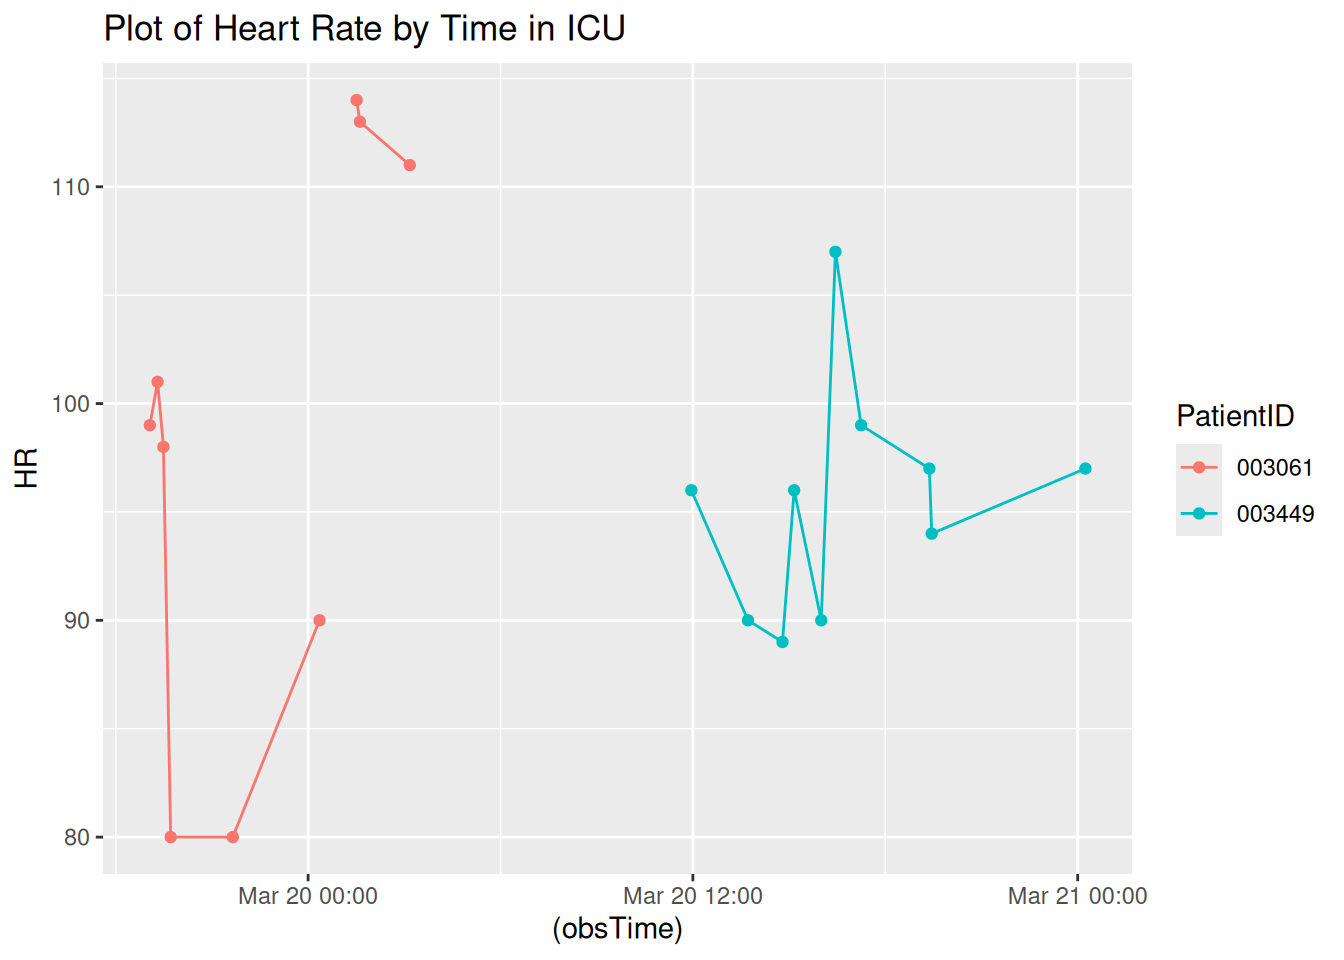 Plot of Heart Rate by Time in ICU
110
100
90
80
HR
Mar 20 00:00
Mar 20 12:00
Mar 21 00:00
(obsTime)
PatientID
003061
003449